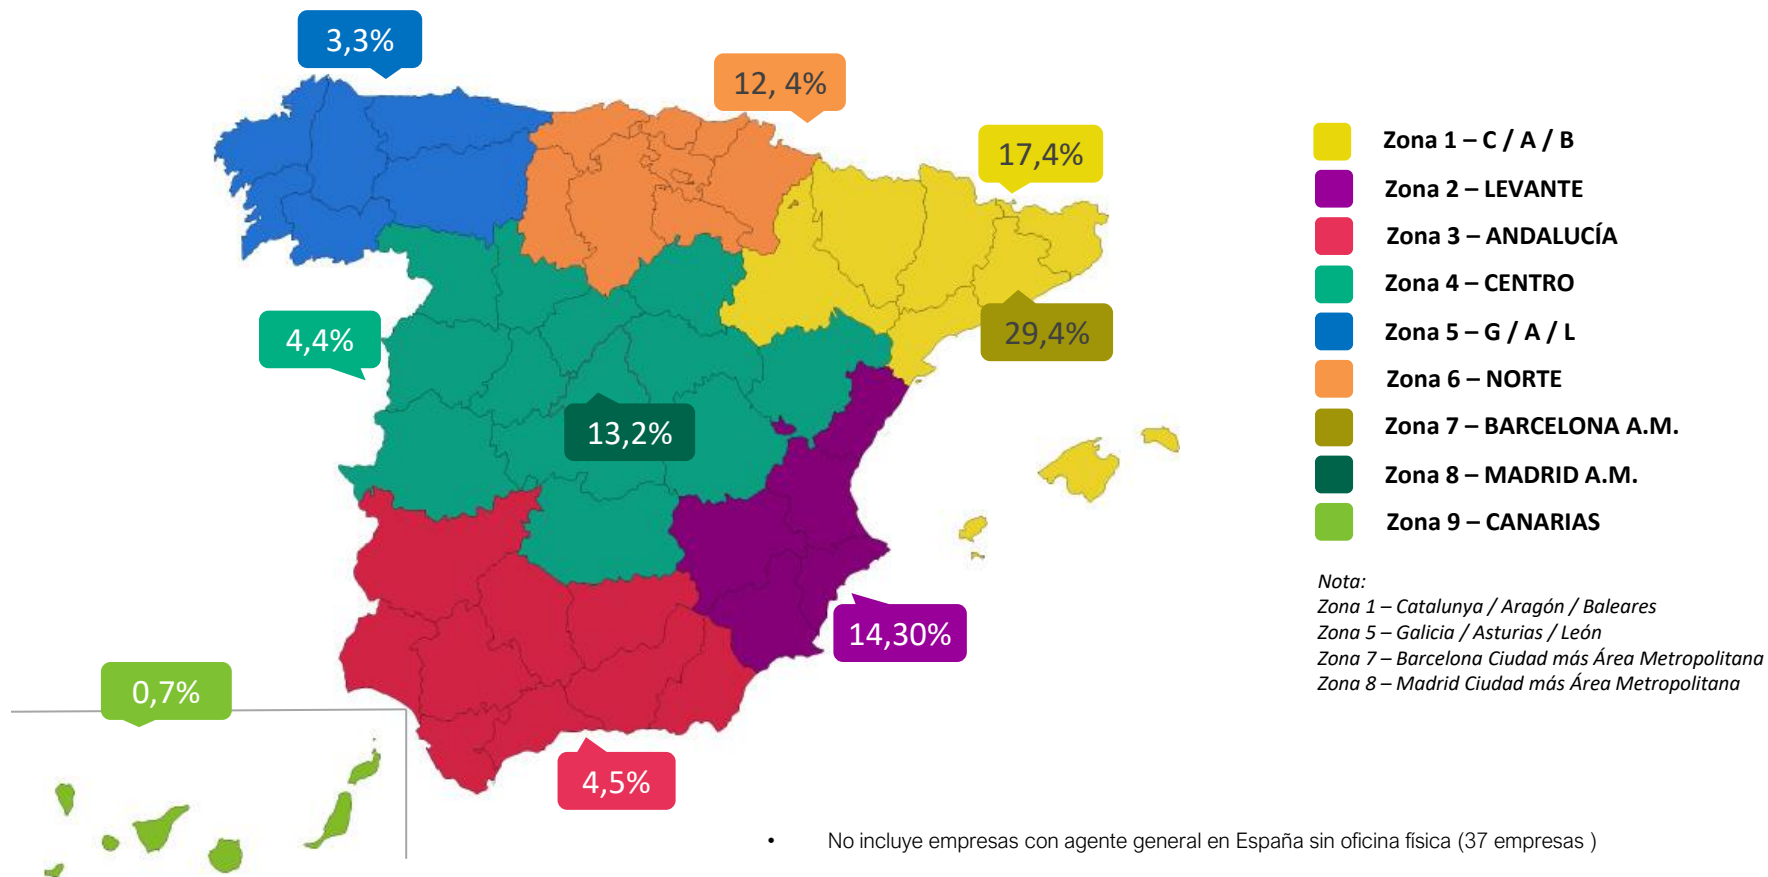 3,3%
12, 4%
17,4%
29,4%
4,4%
13,2%
14,30%
0,7%
4,5%
Zona 1 – C / A / B
Zona 2 – LEVANTE
Zona 3 – ANDALUCÍA
Zona 4 – CENTRO
Zona 5 – G / A / L
Zona 6 – NORTE
Zona 7 – BARCELONA A.M.
Zona 8 – MADRID A.M.
Zona 9 – CANARIAS
Nota:
Zona 1 – Catalunya / Aragón / Baleares
Zona 5 – Galicia / Asturias / León
Zona 7 – Barcelona Ciudad más Área Metropolitana
Zona 8 – Madrid Ciudad más Área Metropolitana
• No incluye empresas con agente general en España sin oficina física (37 empresas )